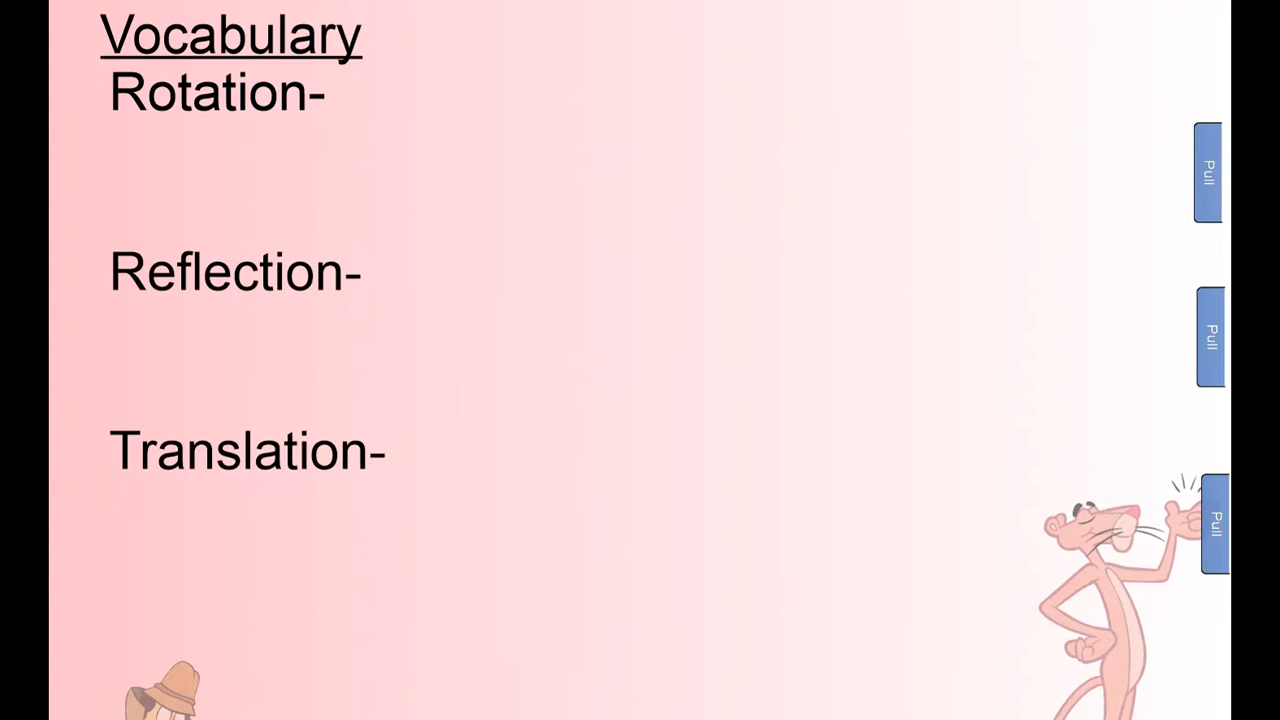 Vocabulary
Rotation-
Pull
Reflection-
Pull
Translation-
Pull